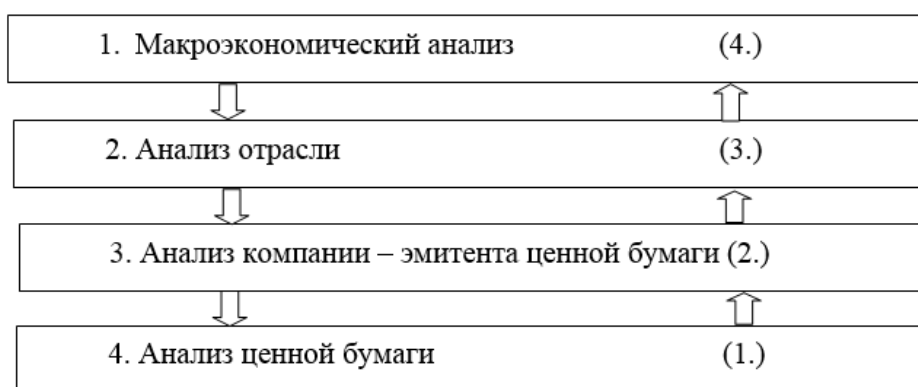 1. Макроэкономический анализ (4.)
2. Анализ отрасли (3.)
3. Анализ компании – эмитента ценной бумаги (2.)
4. Анализ ценной бумаги (1.)